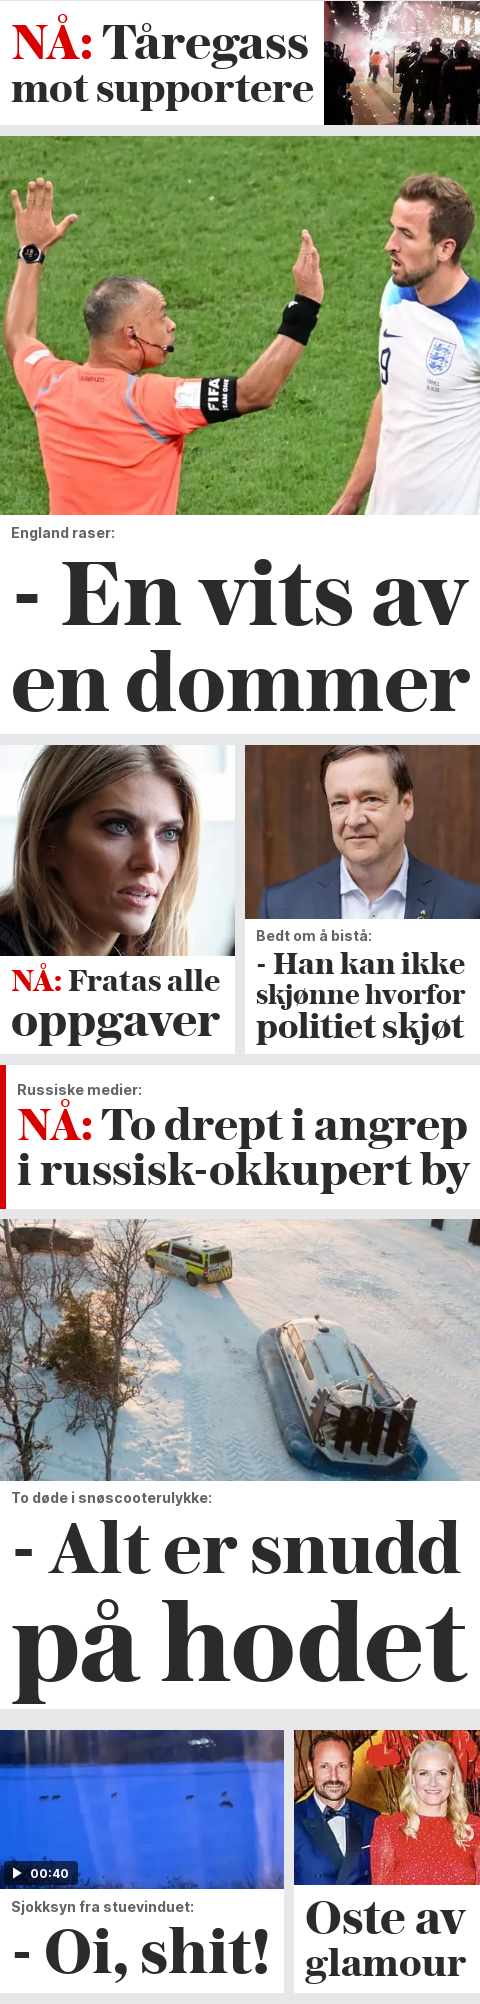 NÅ: Tåregass
mot supportere
FIFA
9
England raser:
- En vits av
en dommer
NÅ: Fratas alle
oppgaver
Bedt om å bistå:
- Han kan ikke
skjønne hvorfor
politiet skjøt
Russiske medier:
NÅ: To drept i angrep
i russisk-okkupert by
To døde i snøscooterulykke:
- Alt er snudd
på hodet
00:40
Sjokksyn fra stuevinduet:
- Oi, shit!
Oste av
glamour